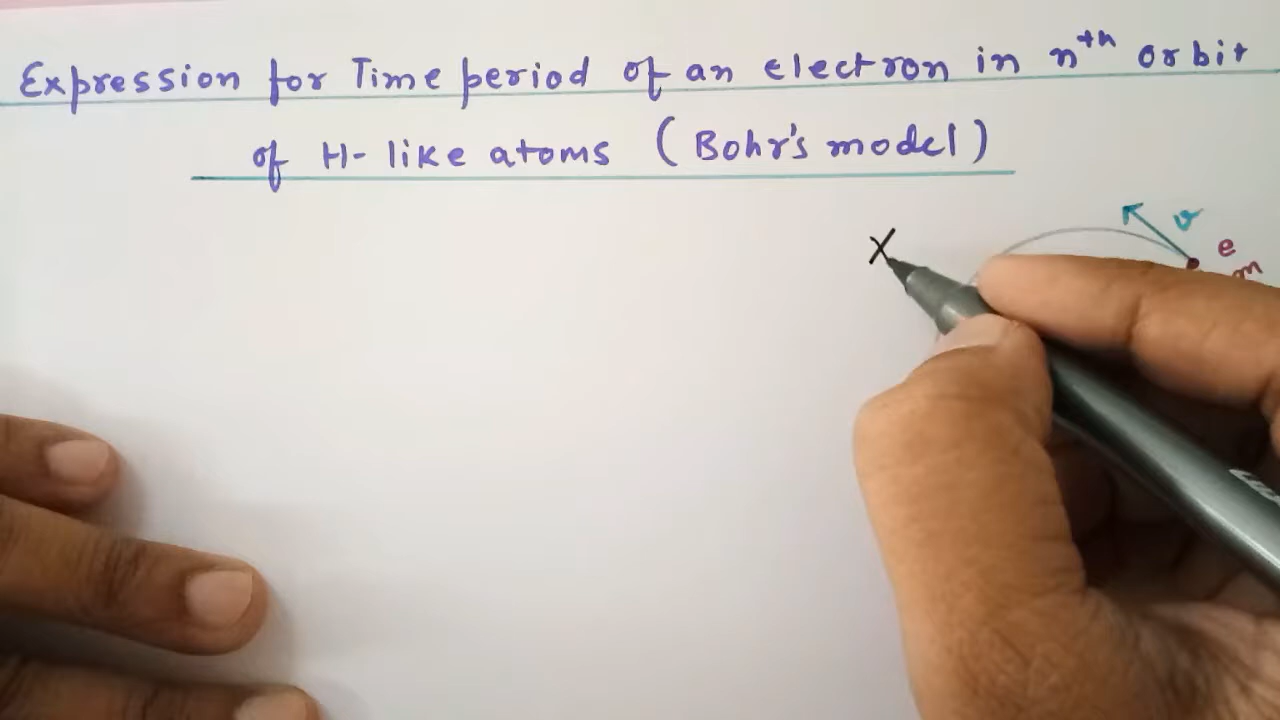 Expression for Time period of an electron in nth orbit
of H-like atoms (Bohr's model)
v
e
m
X